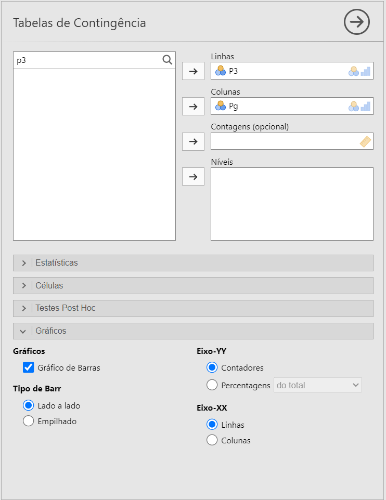 Tabelas de Contingência
p3
Linhas
P3
Colunas
Pg
Contagens (opcional)
Níveis
Estatísticas
Células
Testes Post Hoc
Gráficos
Gráficos
Gráfico de Barras
Tipo de Barr
Lado a lado
Empilhado
Eixo-YY
Contadores
Percentagens do total
Eixo-XX
Linhas
Colunas